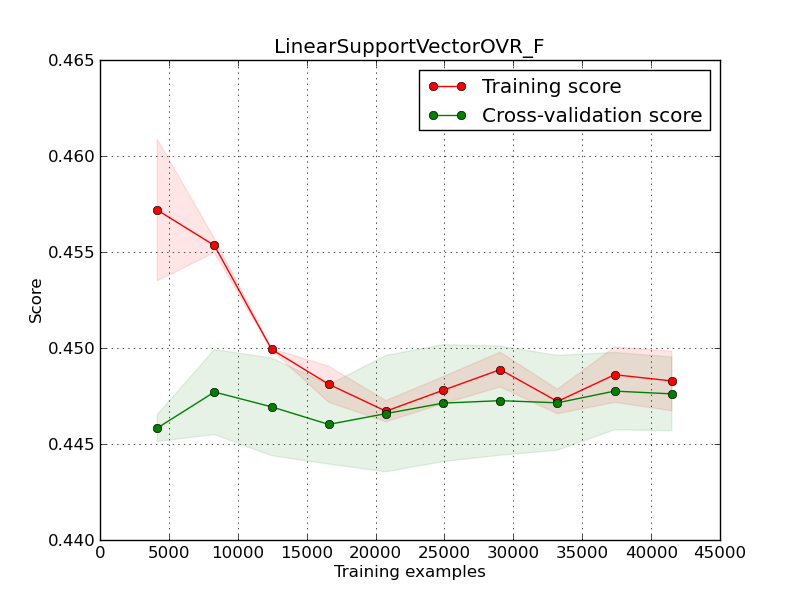 LinearSupportVectorOVR_F
Training score
Cross-validation score
0.465
0.460
0.455
0.450
0.445
0.440
Score
0 5000 10000 15000 20000 25000 30000 35000 40000 45000
Training examples